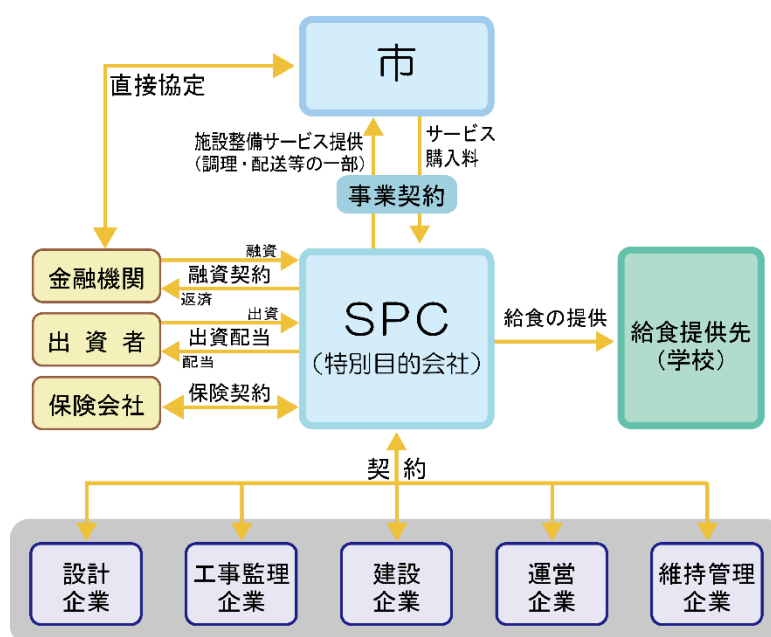 市
直接協定
施設整備サービス提供
(調理・配送等の一部)
サービス
購入料
事業契約
金融機関
融資
融資契約
返済
出資者
出資
出資配当
配当
保険会社
保険契約
SPC
(特別目的会社)
給食の提供
給食提供先
(学校)
契約
設計
企業
工事監理
企業
建設
企業
運営
企業
維持管理
企業